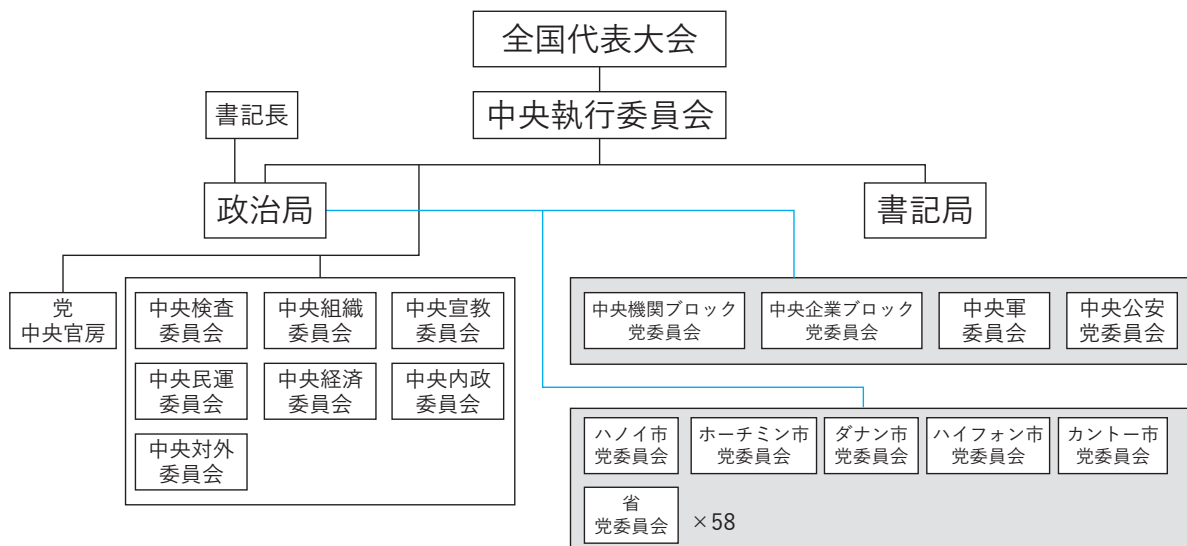 全国代表大会
中央執行委員会
書記長
政治局
書記局
党
中央官房
中央検査
委員会
中央組織
委員会
中央宣教
委員会
中央民運
委員会
中央経済
委員会
中央内政
委員会
中央対外
委員会
中央機関ブロック
党委員会
中央企業ブロック
党委員会
中央軍
委員会
中央公安
党委員会
ハノイ市
党委員会
ホーチミン市
党委員会
ダナン市
党委員会
ハイフォン市
党委員会
カントー市
党委員会
省
党委員会
×58